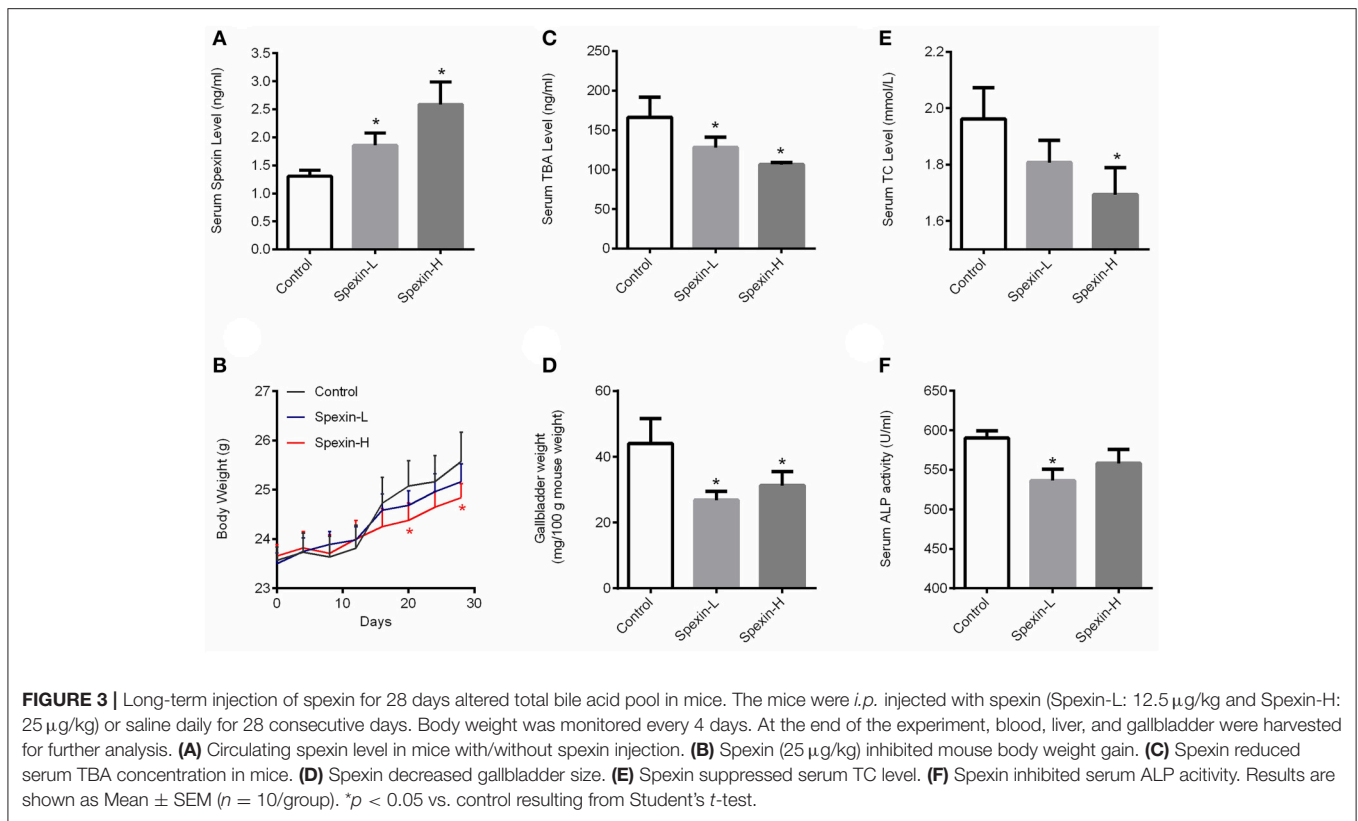 A
Serum Spexin Level (ng/ml)
3.5
3.0
2.5
2.0
1.5
1.0
0.5
0.0
*
*
Control
Spexin-L
Spexin-H
C
Serum TBA Level (ng/ml)
250
200
150
100
50
0
*
*
Control
Spexin-L
Spexin-H
E
Serum TC Level (mmol/L)
2.2
2.0
1.8
1.6
*
Control
Spexin-L
Spexin-H
B
Body Weight (g)
27
26
25
24
23
Control
Spexin-L
Spexin-H
*
*
0
10
20
30
Days
D
Gallbladder weight
(mg/100 g mouse weight)
60
40
20
0
*
*
Control
Spexin-L
Spexin-H
F
Serum ALP activity (U/ml)
650
600
550
500
450
400
*
Control
Spexin-L
Spexin-H
FIGURE 3 | Long-term injection of spexin for 28 days altered total bile acid pool in mice. The mice were i.p. injected with spexin (Spexin-L: 12.5 μg/kg and Spexin-H:
25 μg/kg) or saline daily for 28 consecutive days. Body weight was monitored every 4 days. At the end of the experiment, blood, liver, and gallbladder were harvested
for further analysis. (A) Circulating spexin level in mice with/without spexin injection. (B) Spexin (25 μg/kg) inhibited mouse body weight gain. (C) Spexin reduced
serum TBA concentration in mice. (D) Spexin decreased gallbladder size. (E) Spexin suppressed serum TC level. (F) Spexin inhibited serum ALP acitivity. Results are
shown as Mean ± SEM (n = 10/group). *p < 0.05 vs. control resulting from Student's t-test.